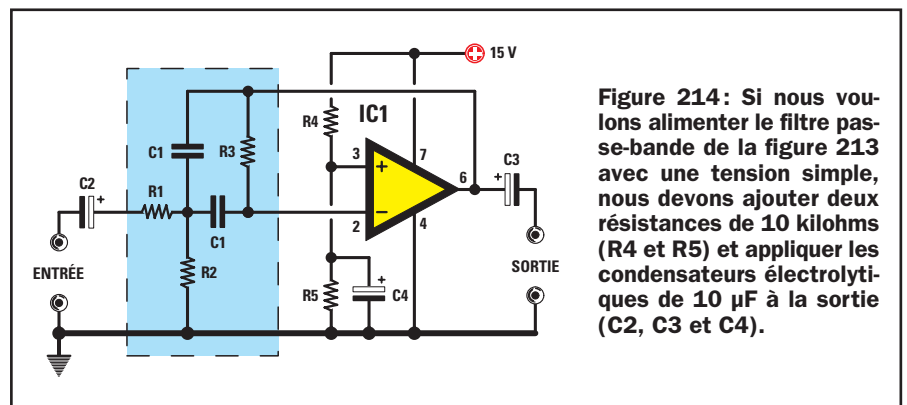 15 V
R4
IC1
C1
R3
3
+
7
6
C3
+
C2
+
R1
C1
2
−
4
ENTRÉE
R2
R5
+
C4
SORTIE
Figure 214: Si nous vou-
lons alimenter le filtre pas-
se-bande de la figure 213
avec une tension simple,
nous devons ajouter deux
résistances de 10 kilohms
(R4 et R5) et appliquer les
condensateurs électrolyti-
ques de 10 µF à la sortie
(C2, C3 et C4).